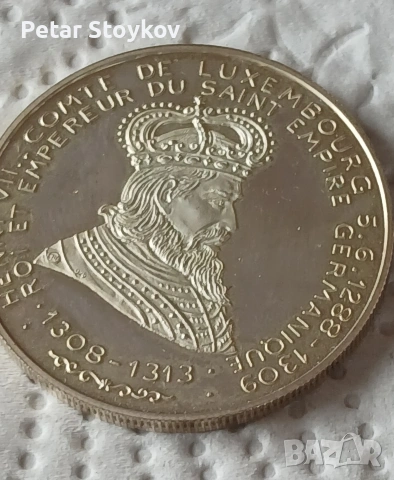 Petar Stoykov
VII COMTE DE LUXEMBOURG 5.6.1288-1309
ROI ET EMPEREUR DU SAINT EMPIRE GERMANIQUE
· 1308-1313 ·
BAZAR